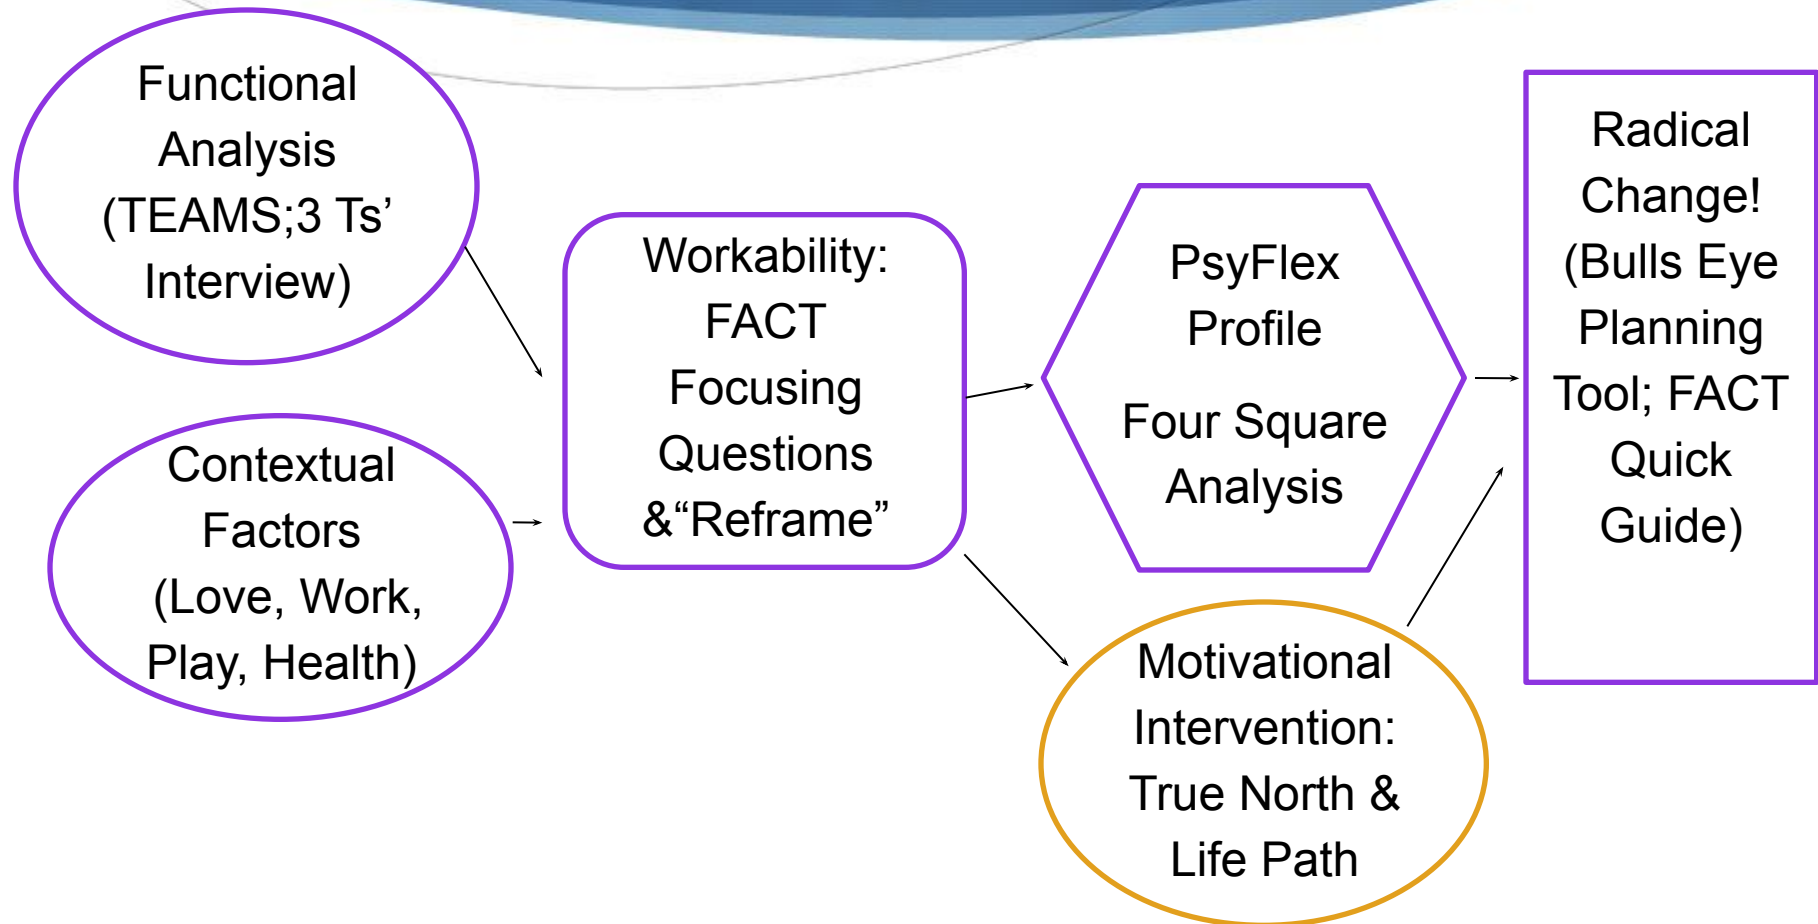 Functional
Analysis
(TEAMS;3 Ts’
Interview)
Contextual
Factors
(Love, Work,
Play, Health)
Workability:
FACT
Focusing
Questions
&“Reframe”
PsyFlex
Profile
Four Square
Analysis
Motivational
Intervention:
True North &
Life Path
Radical
Change!
(Bulls Eye
Planning
Tool; FACT
Quick
Guide)